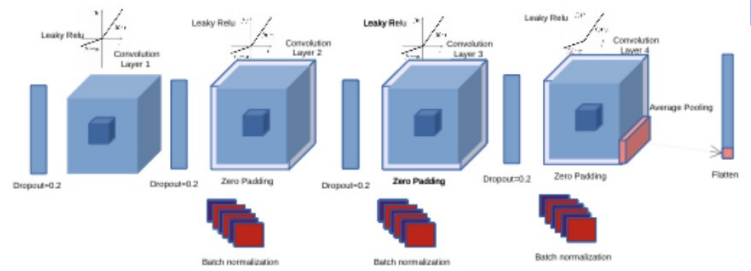 Leaky Relu
Convolution
Layer 1
Dropout=0.2
Dropout=0.2
Leaky Relu
Convolution
Layer 2
Zero Padding
Batch normalization
Leaky Relu
Convolution
Layer 3
Dropout=0.2
Zero Padding
Batch normalization
Dropout=0.2
Leaky Relu
Convolution
Layer 4
Zero Padding
Batch normalization
Average Pooling
Flatten